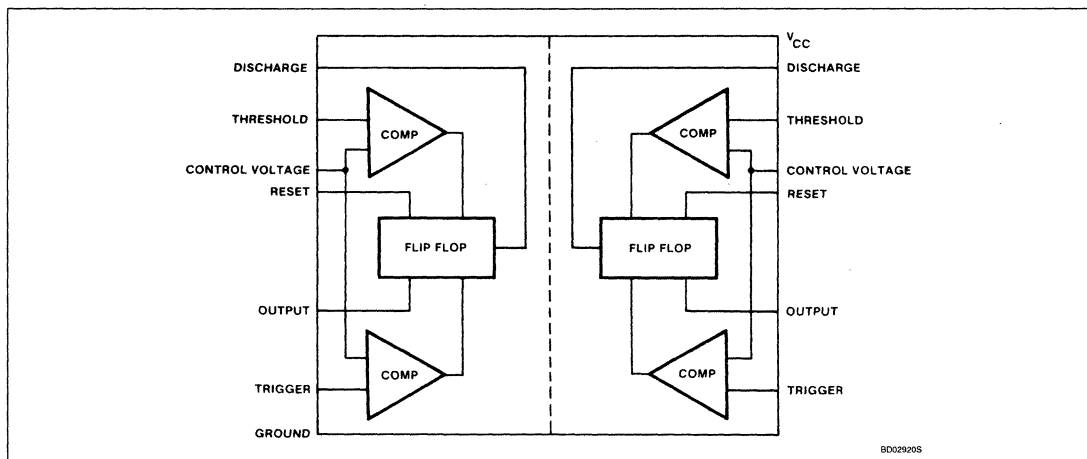 VCC
DISCHARGE
DISCHARGE
THRESHOLD
COMP
COMP
THRESHOLD
CONTROL VOLTAGE
CONTROL VOLTAGE
RESET
RESET
FLIP FLOP
FLIP FLOP
OUTPUT
OUTPUT
COMP
COMP
TRIGGER
TRIGGER
GROUND
BD02920S